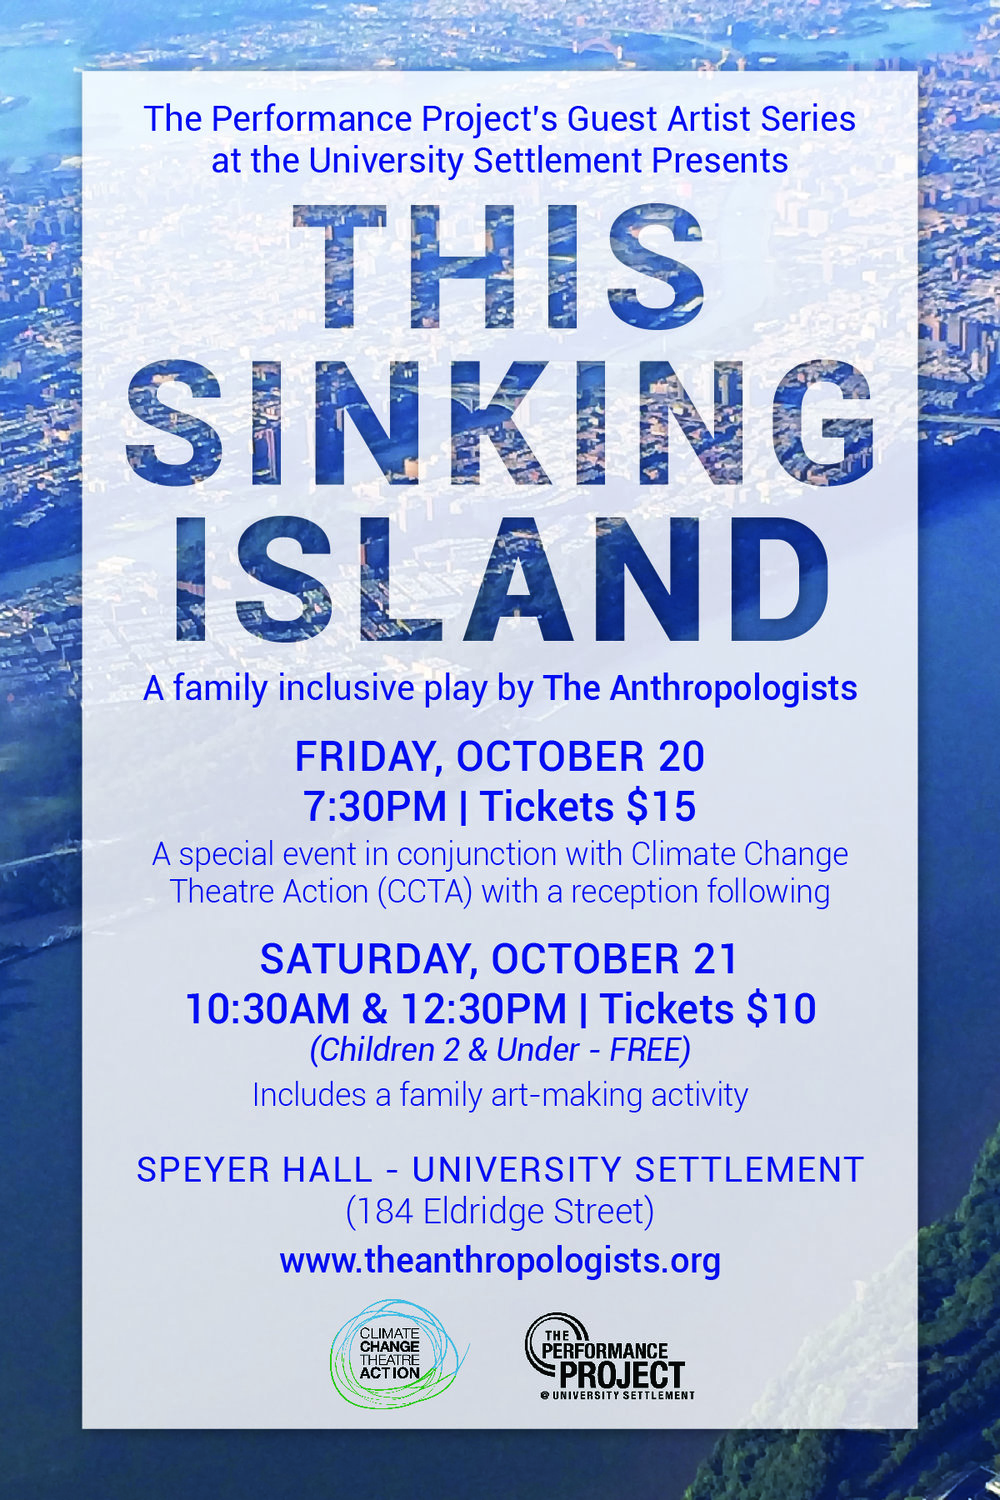 The Performance Project's Guest Artist Series
at the University Settlement Presents
THIS
SINKING
ISLAND
A family inclusive play by The Anthropologists
FRIDAY, OCTOBER 20
7:30PM | Tickets $15
A special event in conjunction with Climate Change
Theatre Action (CCTA) with a reception following
SATURDAY, OCTOBER 21
10:30AM & 12:30PM | Tickets $10
(Children 2 & Under - FREE)
Includes a family art-making activity
SPEYER HALL - UNIVERSITY SETTLEMENT
(184 Eldridge Street)
www.theanthropologists.org
CLIMATE
CHANGE
THEATRE
ACTION
THE
PERFORMANCE
PROJECT
@ UNIVERSITY SETTLEMENT